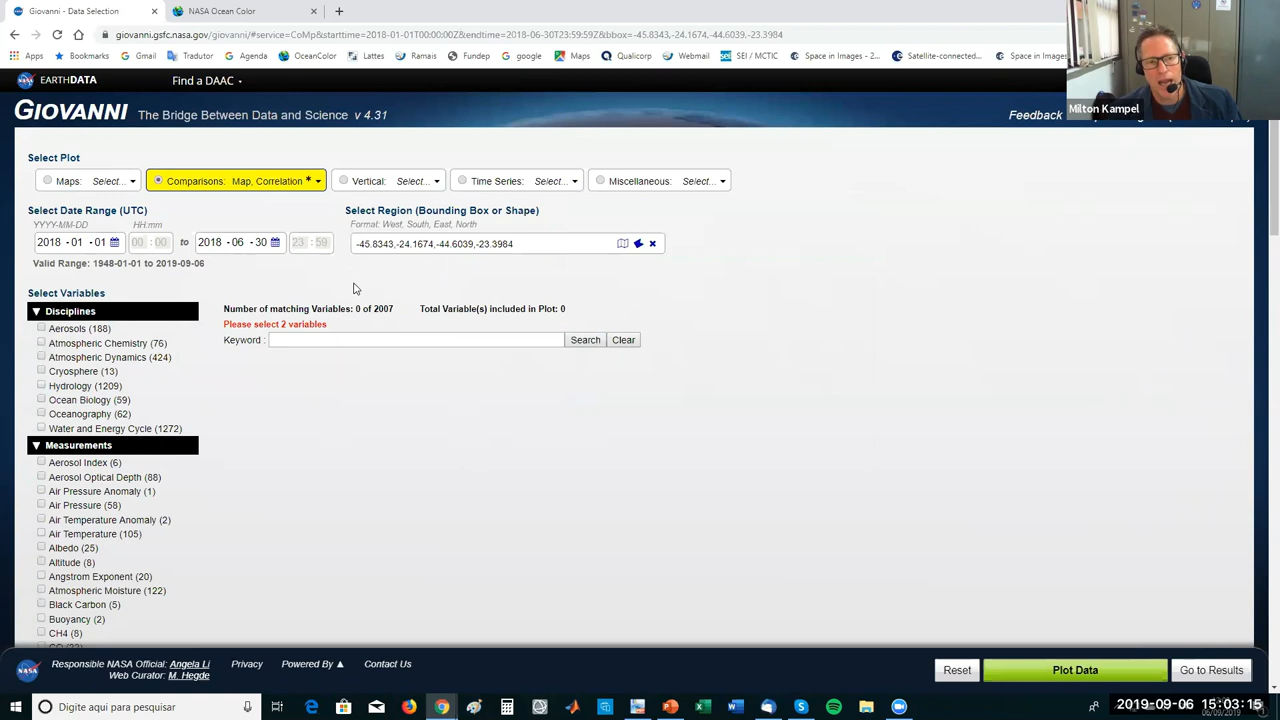 Giovanni - Data Selection
NASA Ocean Color
giovanni.gsfc.nasa.gov/giovanni/#service=CoMp&starttime=2018-01-01T00:00:00Z&endtime=2018-06-30T23:59:59Z&bbox=-45.8343,-24.1674,-44.6039,-23.3984
Apps Bookmarks Gmail Tradutor Agenda OceanColor Lattes Ramais Fundep google Maps Qualicorp Webmail SEI / MCTIC Space in Images - 2... Satellite-connected... Space in Images
Milton Kampel
EARTHDATA Find a DAAC
GIOVANNI The Bridge Between Data and Science v 4.31 Feedback
Select Plot
Maps: Select... Comparisons: Map, Correlation * Vertical: Select... Time Series: Select... Miscellaneous: Select...
Select Date Range (UTC) Select Region (Bounding Box or Shape)
YYYY-MM-DD HH:mm Format: West, South, East, North
2018 - 01 - 01 00 : 00 to 2018 - 06 - 30 23 : 59 -45.8343,-24.1674,-44.6039,-23.3984
Valid Range: 1948-01-01 to 2019-09-06
Select Variables
Disciplines
Number of matching Variables: 0 of 2007 Total Variable(s) included in Plot: 0
Please select 2 variables
Keyword : Search Clear
Aerosols (188)
Atmospheric Chemistry (76)
Atmospheric Dynamics (424)
Cryosphere (13)
Hydrology (1209)
Ocean Biology (59)
Oceanography (62)
Water and Energy Cycle (1272)
Measurements
Aerosol Index (6)
Aerosol Optical Depth (88)
Air Pressure Anomaly (1)
Air Pressure (58)
Air Temperature Anomaly (2)
Air Temperature (105)
Albedo (25)
Altitude (8)
Angstrom Exponent (20)
Atmospheric Moisture (122)
Black Carbon (5)
Buoyancy (2)
CH4 (8)
Responsible NASA Official: Angela Li Privacy Powered By Contact Us
Web Curator: M. Hegde
Reset Plot Data Go to Results
NASA
Digite aqui para pesquisar
2019-09-06 15:03:15